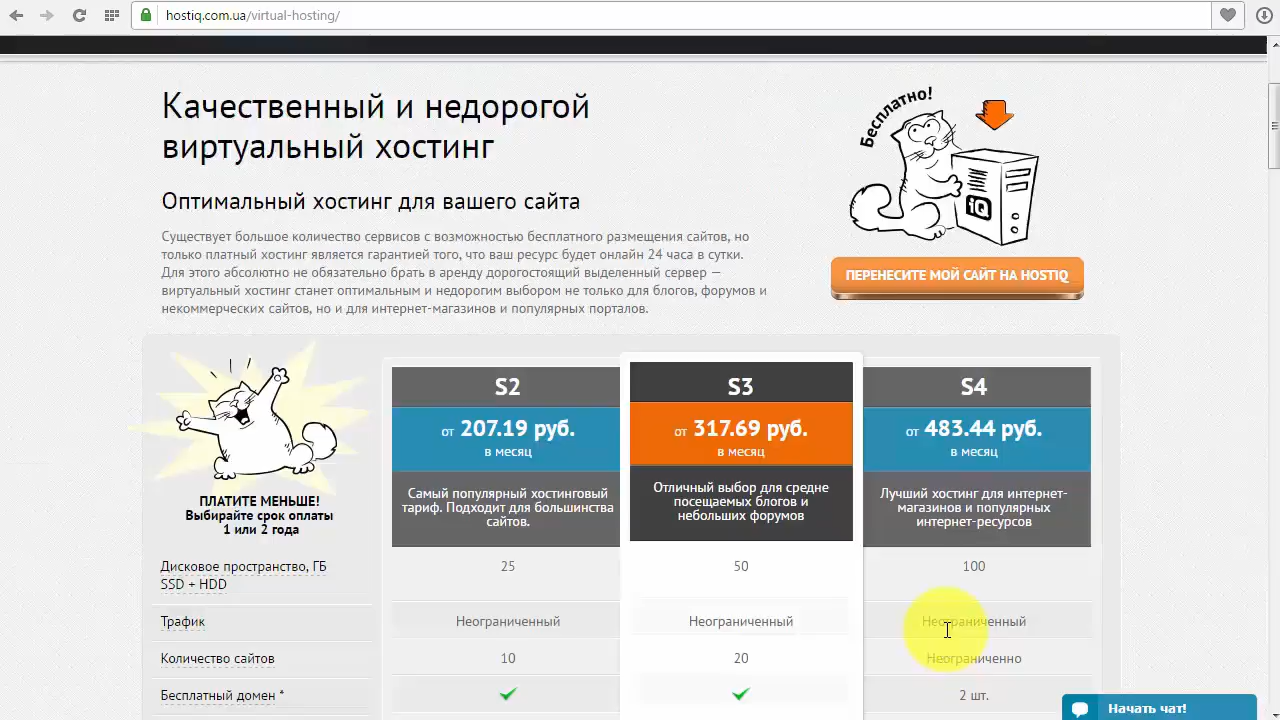 hostiq.com.ua/virtual-hosting/
Качественный и недорогой
виртуальный хостинг
Оптимальный хостинг для вашего сайта
Существует большое количество сервисов с возможностью бесплатного размещения сайтов, но
только платный хостинг является гарантией того, что ваш ресурс будет онлайн 24 часа в сутки.
Для этого абсолютно не обязательно брать в аренду дорогостоящий выделенный сервер —
виртуальный хостинг станет оптимальным и недорогим выбором не только для блогов, форумов и
некоммерческих сайтов, но и для интернет-магазинов и популярных порталов.
Бесплатно!
iQ
ПЕРЕНЕСИТЕ МОЙ САЙТ НА HOSTIQ
ПЛАТИТЕ МЕНЬШЕ!
Выбирайте срок оплаты
1 или 2 года
S2
от 207.19 руб.
в месяц
Самый популярный хостинговый
тариф. Подходит для большинства
сайтов.
S3
от 317.69 руб.
в месяц
Отличный выбор для средне
посещаемых блогов и
небольших форумов
S4
от 483.44 руб.
в месяц
Лучший хостинг для интернет-
магазинов и популярных
интернет-ресурсов
Дисковое пространство, ГБ
SSD + HDD
25 50 100
Трафик Неограниченный Неограниченный Неограниченный
Количество сайтов 10 20 Неограниченно
Бесплатный домен * 2 шт.
Начать чат!